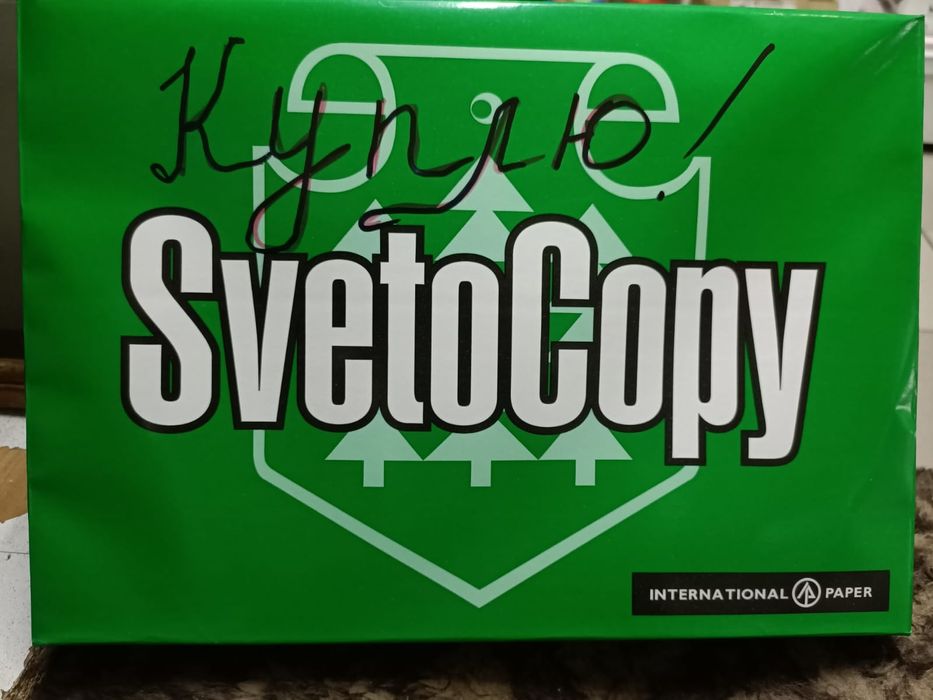 Куплю!
SvetoCopy
INTERNATIONAL PAPER